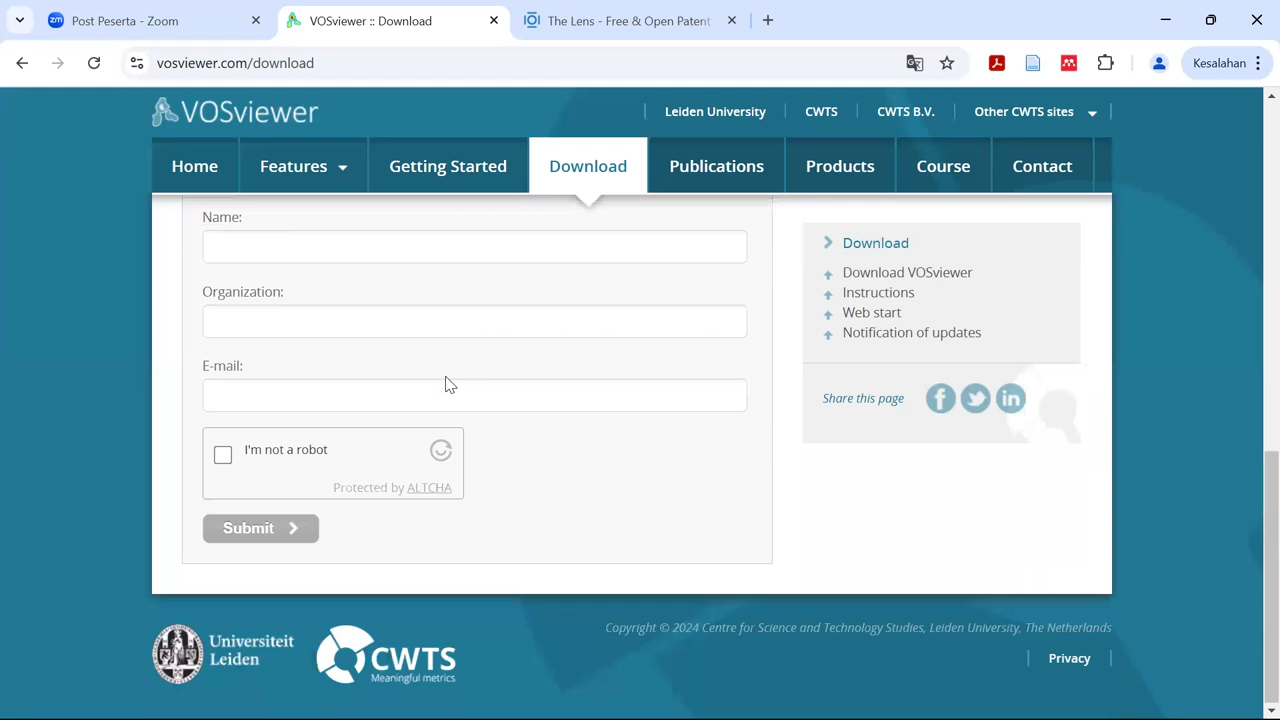 Post Peserta - Zoom
VOSviewer :: Download
The Lens - Free & Open Patent
vosviewer.com/download
Kesalahan
VOSviewer
Leiden University
CWTS
CWTS B.V.
Other CWTS sites
Home
Features
Getting Started
Download
Publications
Products
Course
Contact
Name:
Organization:
E-mail:
I'm not a robot
Protected by ALTCHA
Submit
Download
Download VOSviewer
Instructions
Web start
Notification of updates
Share this page
Universiteit
Leiden
CWTS
Meaningful metrics
Copyright © 2024 Centre for Science and Technology Studies, Leiden University, The Netherlands
Privacy